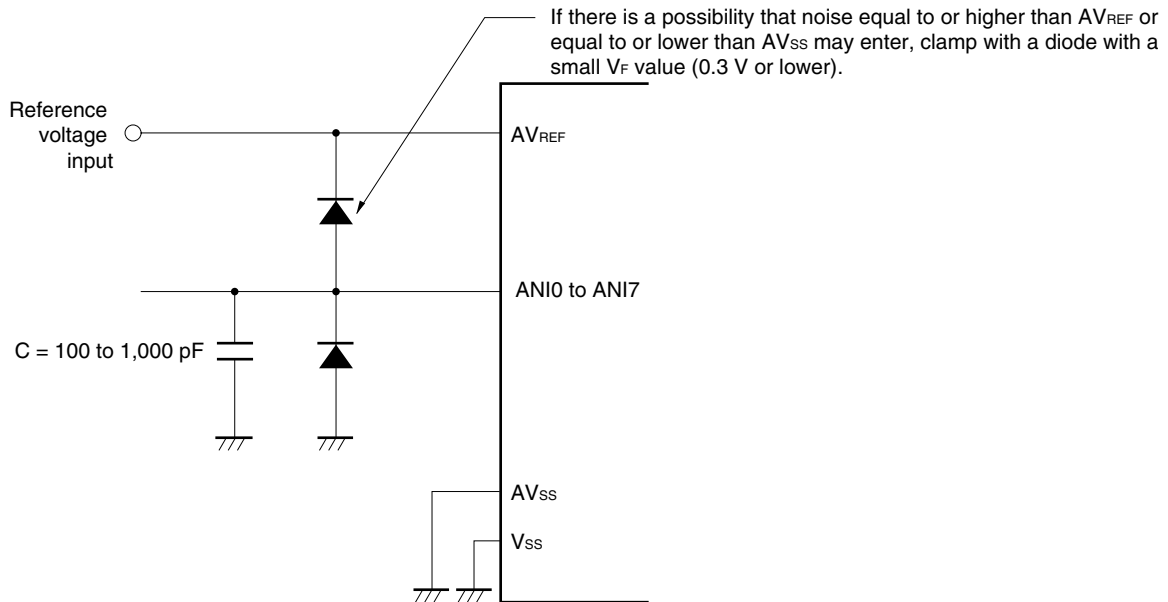 If there is a possibility that noise equal to or higher than AVREF or
equal to or lower than AVSS may enter, clamp with a diode with a
small VF value (0.3 V or lower).
Reference
voltage
input
AVREF
ANI0 to ANI7
C = 100 to 1,000 pF
AVSS
VSS